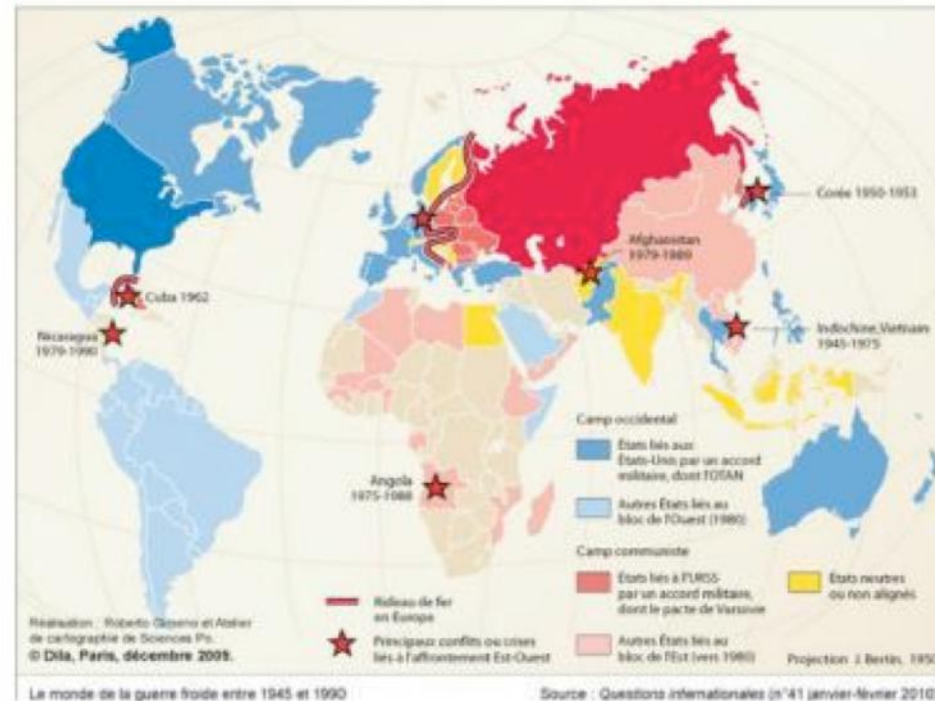 Corée 1950-1953
Afghanistan
1979-1989
Cuba 1962
Nicaragua
1979-1990
Indochine, Vietnam
1945-1975
Angola
1975-1988
Camp occidental
États liés aux
États-Unis par un accord
militaire, dont l'OTAN
Autres États liés au
bloc de l'Ouest (1980)
Camp communiste
États liés à l'URSS
par un accord militaire,
dont le pacte de Varsovie
Autres États liés au
bloc de l'Est (vers 1980)
États neutres
ou non alignés
Rideau de fer
en Europe
Principaux conflits ou crises
liés à l'affrontement Est-Ouest
Réalisation : Roberto Gimeno et Atelier
de cartographie de Sciences Po.
© Dila, Paris, décembre 2009.
Projection J. Bertin, 1950
Le monde de la guerre froide entre 1945 et 1990
Source : Questions internationales (n°41 janvier-février 2010)